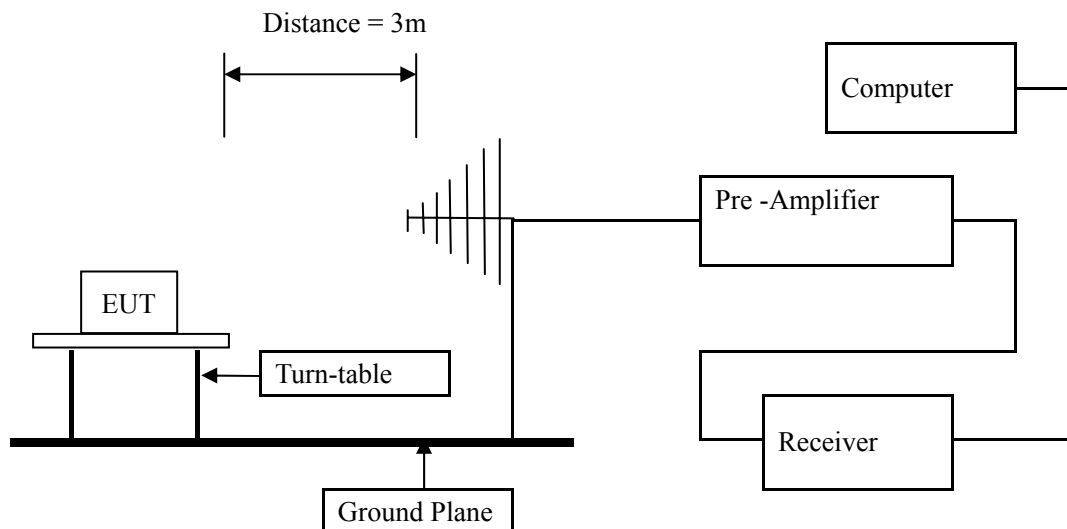 Distance = 3m
Computer
Pre -Amplifier
EUT
Turn-table
Receiver
Ground Plane